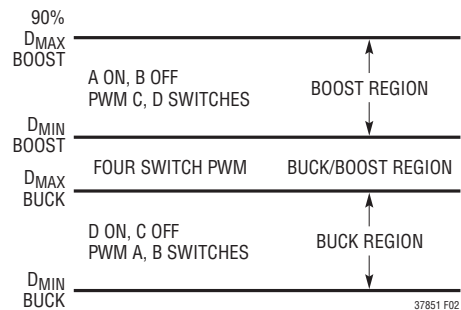 90%
DMAX
BOOST
A ON, B OFF
PWM C, D SWITCHES
BOOST REGION
DMIN
BOOST
FOUR SWITCH PWM
BUCK/BOOST REGION
DMAX
BUCK
D ON, C OFF
PWM A, B SWITCHES
BUCK REGION
DMIN
BUCK
37851 F02